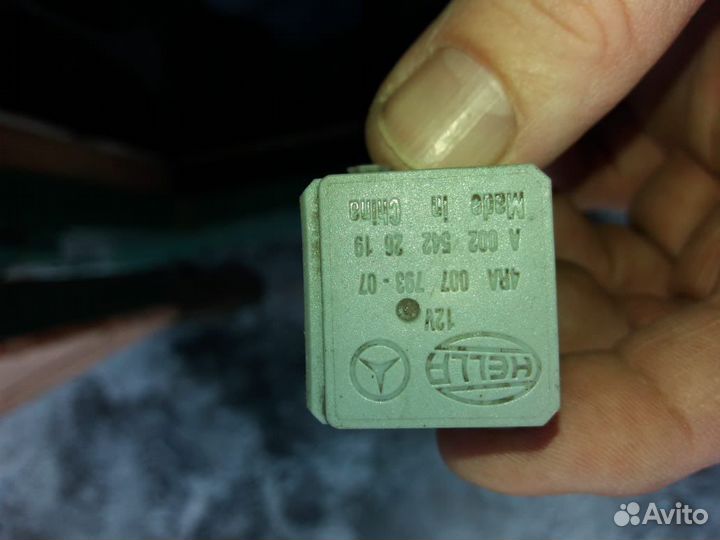 HELLA
12V
4RA 007 793-07
A 002 542 26 19
Made in China
Avito